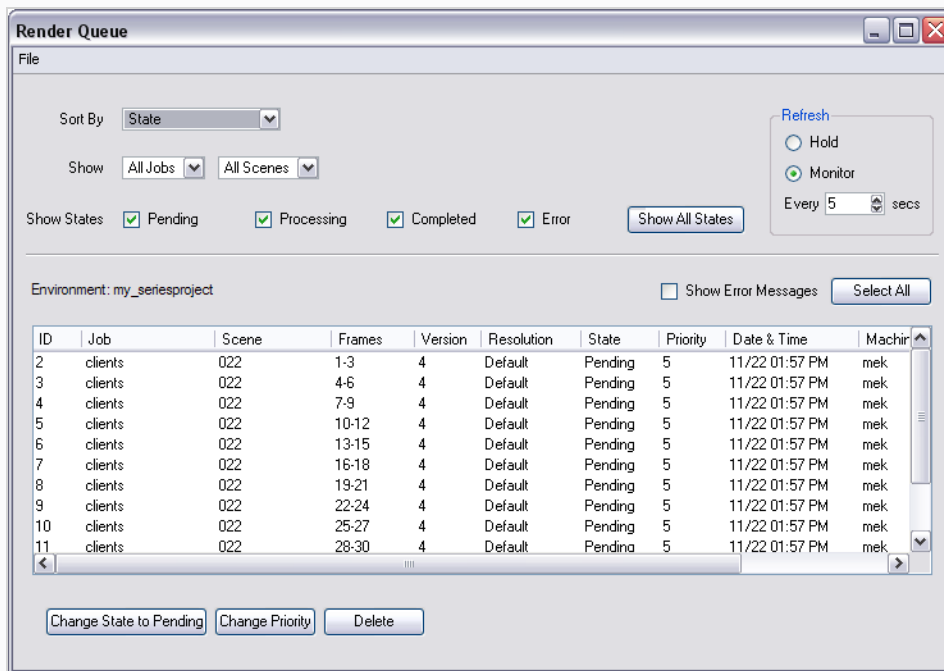 Render Queue
File
Sort By State
Refresh
Hold
Show All Jobs All Scenes
Monitor
Every 5 secs
Show States Pending Processing Completed Error Show All States
Environment: my_seriesproject Show Error Messages Select All
ID Job Scene Frames Version Resolution State Priority Date & Time Machin
2 clients 022 1-3 4 Default Pending 5 11/22 01:57 PM mek
3 clients 022 4-6 4 Default Pending 5 11/22 01:57 PM mek
4 clients 022 7-9 4 Default Pending 5 11/22 01:57 PM mek
5 clients 022 10-12 4 Default Pending 5 11/22 01:57 PM mek
6 clients 022 13-15 4 Default Pending 5 11/22 01:57 PM mek
7 clients 022 16-18 4 Default Pending 5 11/22 01:57 PM mek
8 clients 022 19-21 4 Default Pending 5 11/22 01:57 PM mek
9 clients 022 22-24 4 Default Pending 5 11/22 01:57 PM mek
10 clients 022 25-27 4 Default Pending 5 11/22 01:57 PM mek
11 clients 022 28-30 4 Default Pending 5 11/22 01:57 PM mek
Change State to Pending Change Priority Delete